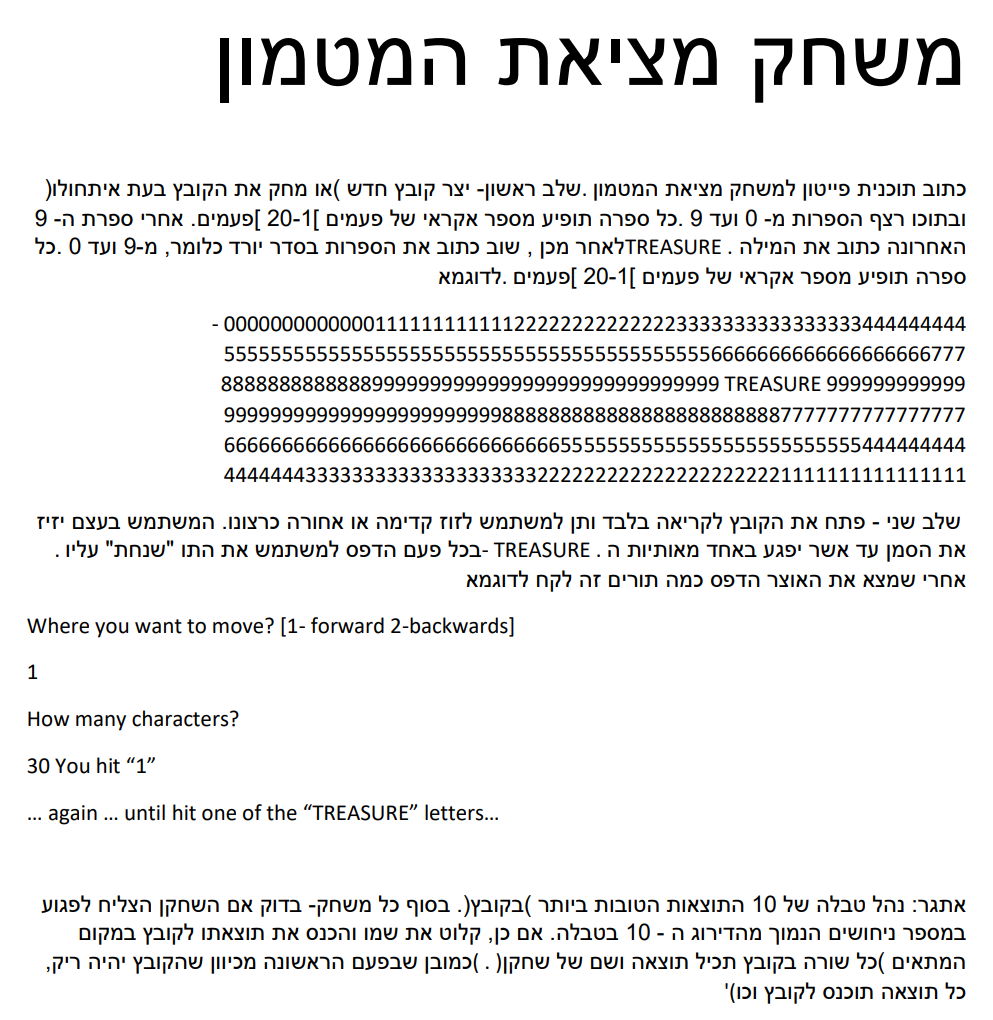 משחק מציאת המטמון
כתוב תוכנית פייטון למשחק מציאת המטמון .שלב ראשון- יצר קובץ חדש )או מחק את הקובץ בעת איתחולו(
ובתוכו רצף הספרות מ- 0 ועד 9 .כל ספרה תופיע מספר אקראי של פעמים ]20-1 [פעמים. אחרי ספרת ה- 9
האחרונה כתוב את המילה . TREASUREלאחר מכן , שוב כתוב את הספרות בסדר יורד כלומר, מ-9 ועד 0 .כל
ספרה תופיע מספר אקראי של פעמים ]20-1 [פעמים .לדוגמא
- 0000000000000111111111111222222222222223333333333333333444444444
5555555555555555555555555555555555555555556666666666666666666777
8888888888888999999999999999999999999999999 TREASURE 999999999999
9999999999999999999999998888888888888888888888887777777777777777
6666666666666666666666666666655555555555555555555555555444444444
4444444333333333333333333332222222222222222222221111111111111111
שלב שני - פתח את הקובץ לקריאה בלבד ותן למשתמש לזוז קדימה או אחורה כרצונו. המשתמש בעצם יזיז
את הסמן עד אשר יפגע באחד מאותיות ה . TREASURE -בכל פעם הדפס למשתמש את התו "שנחת" עליו .
אחרי שמצא את האוצר הדפס כמה תורים זה לקח לדוגמא
Where you want to move? [1- forward 2-backwards]
1
How many characters?
30 You hit “1”
… again … until hit one of the “TREASURE” letters…
אתגר: נהל טבלה של 10 התוצאות הטובות ביותר )בקובץ(. בסוף כל משחק- בדוק אם השחקן הצליח לפגוע
במספר ניחושים הנמוך מהדירוג ה - 10 בטבלה. אם כן, קלוט את שמו והכנס את תוצאתו לקובץ במקום
המתאים )כל שורה בקובץ תכיל תוצאה ושם של שחקן( . )כמובן שבפעם הראשונה מכיוון שהקובץ יהיה ריק,
כל תוצאה תוכנס לקובץ וכו)'